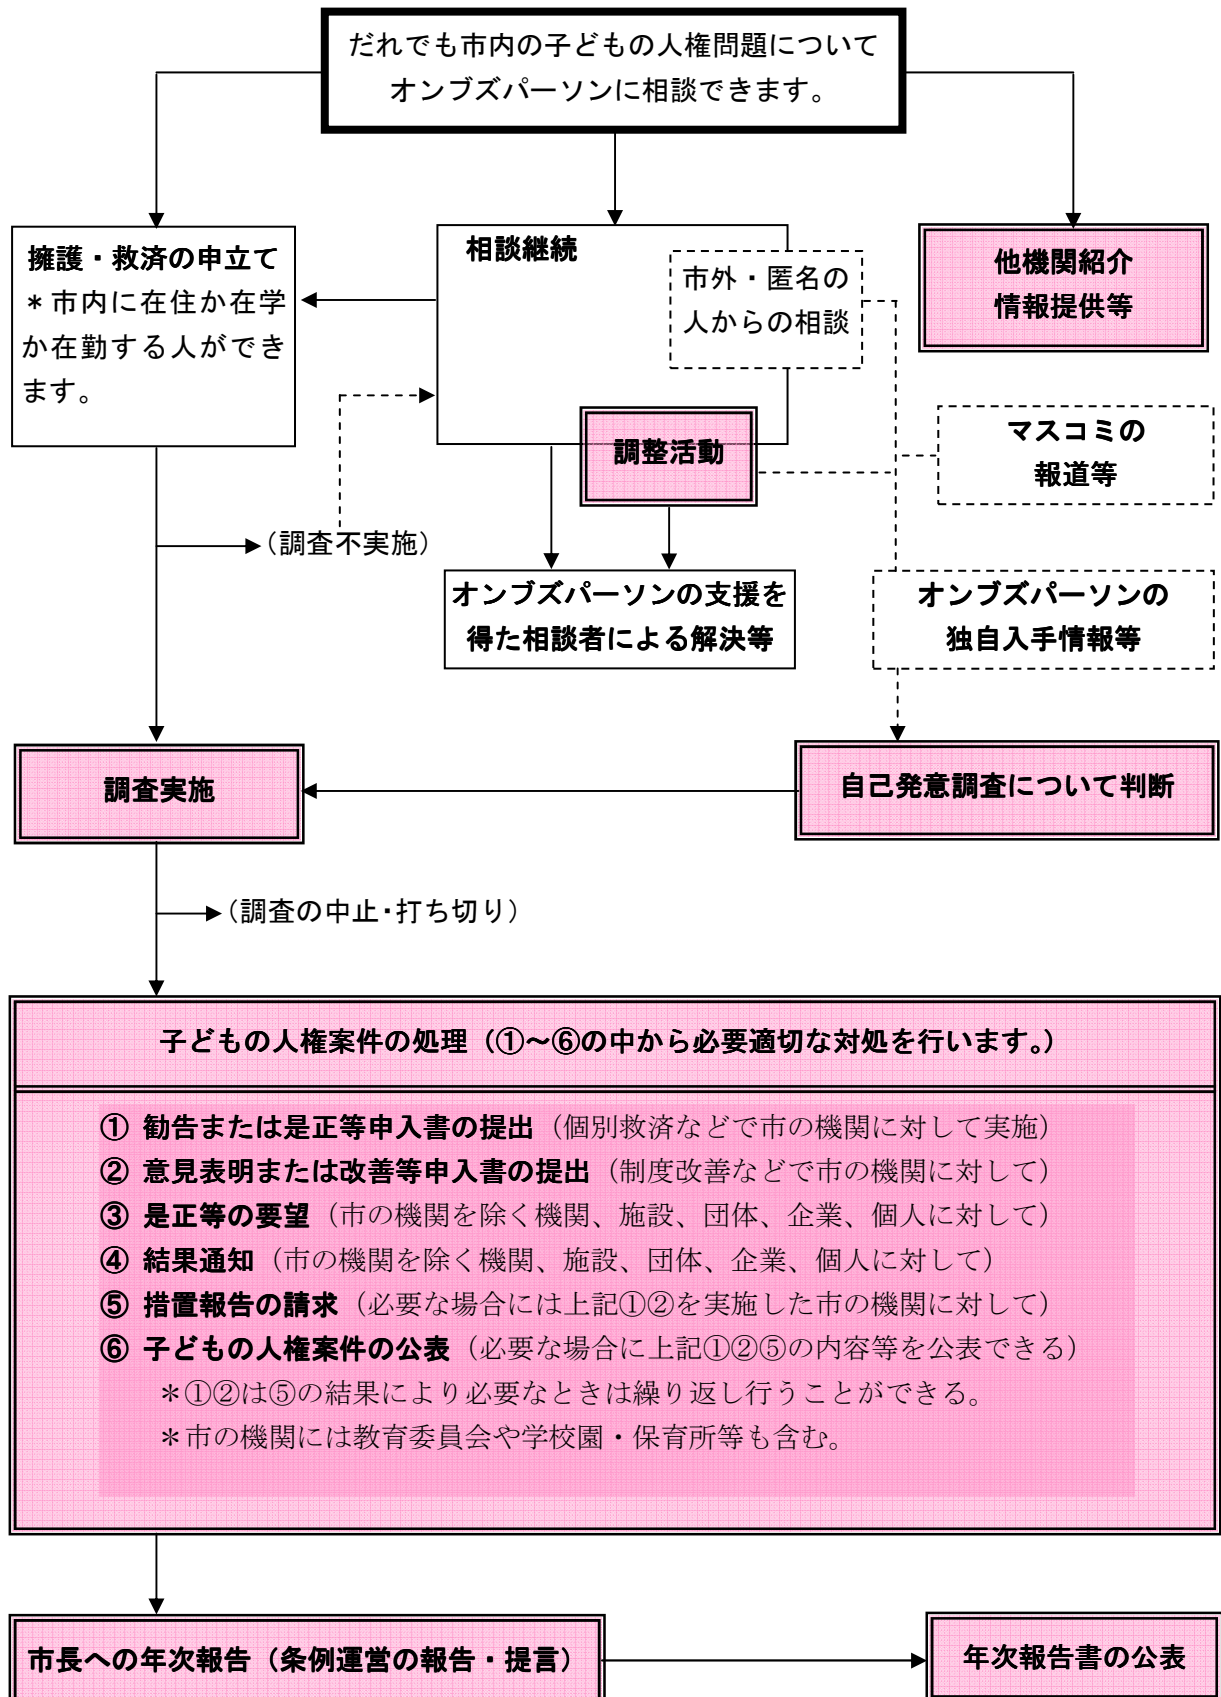 だれでも市内の子どもの人権問題について
オンブズパーソンに相談できます。
擁護・救済の申立て
＊市内に在住か在学
か在勤する人ができ
ます。
相談継続
市外・匿名の
人からの相談
他機関紹介
情報提供等
調整活動
マスコミの
報道等
（調査不実施）
オンブズパーソンの支援を
得た相談者による解決等
オンブズパーソンの
独自入手情報等
調査実施
自己発意調査について判断
（調査の中止・打ち切り）
子どもの人権案件の処理（①～⑥の中から必要適切な対処を行います。）
① 勧告または是正等申入書の提出（個別救済などで市の機関に対して実施）
② 意見表明または改善等申入書の提出（制度改善などで市の機関に対して）
③ 是正等の要望（市の機関を除く機関、施設、団体、企業、個人に対して）
④ 結果通知（市の機関を除く機関、施設、団体、企業、個人に対して）
⑤ 措置報告の請求（必要な場合には上記①②を実施した市の機関に対して）
⑥ 子どもの人権案件の公表（必要な場合に上記①②⑤の内容等を公表できる）
＊①②は⑤の結果により必要なときは繰り返し行うことができる。
＊市の機関には教育委員会や学校園・保育所等も含む。
市長への年次報告（条例運営の報告・提言）
年次報告書の公表